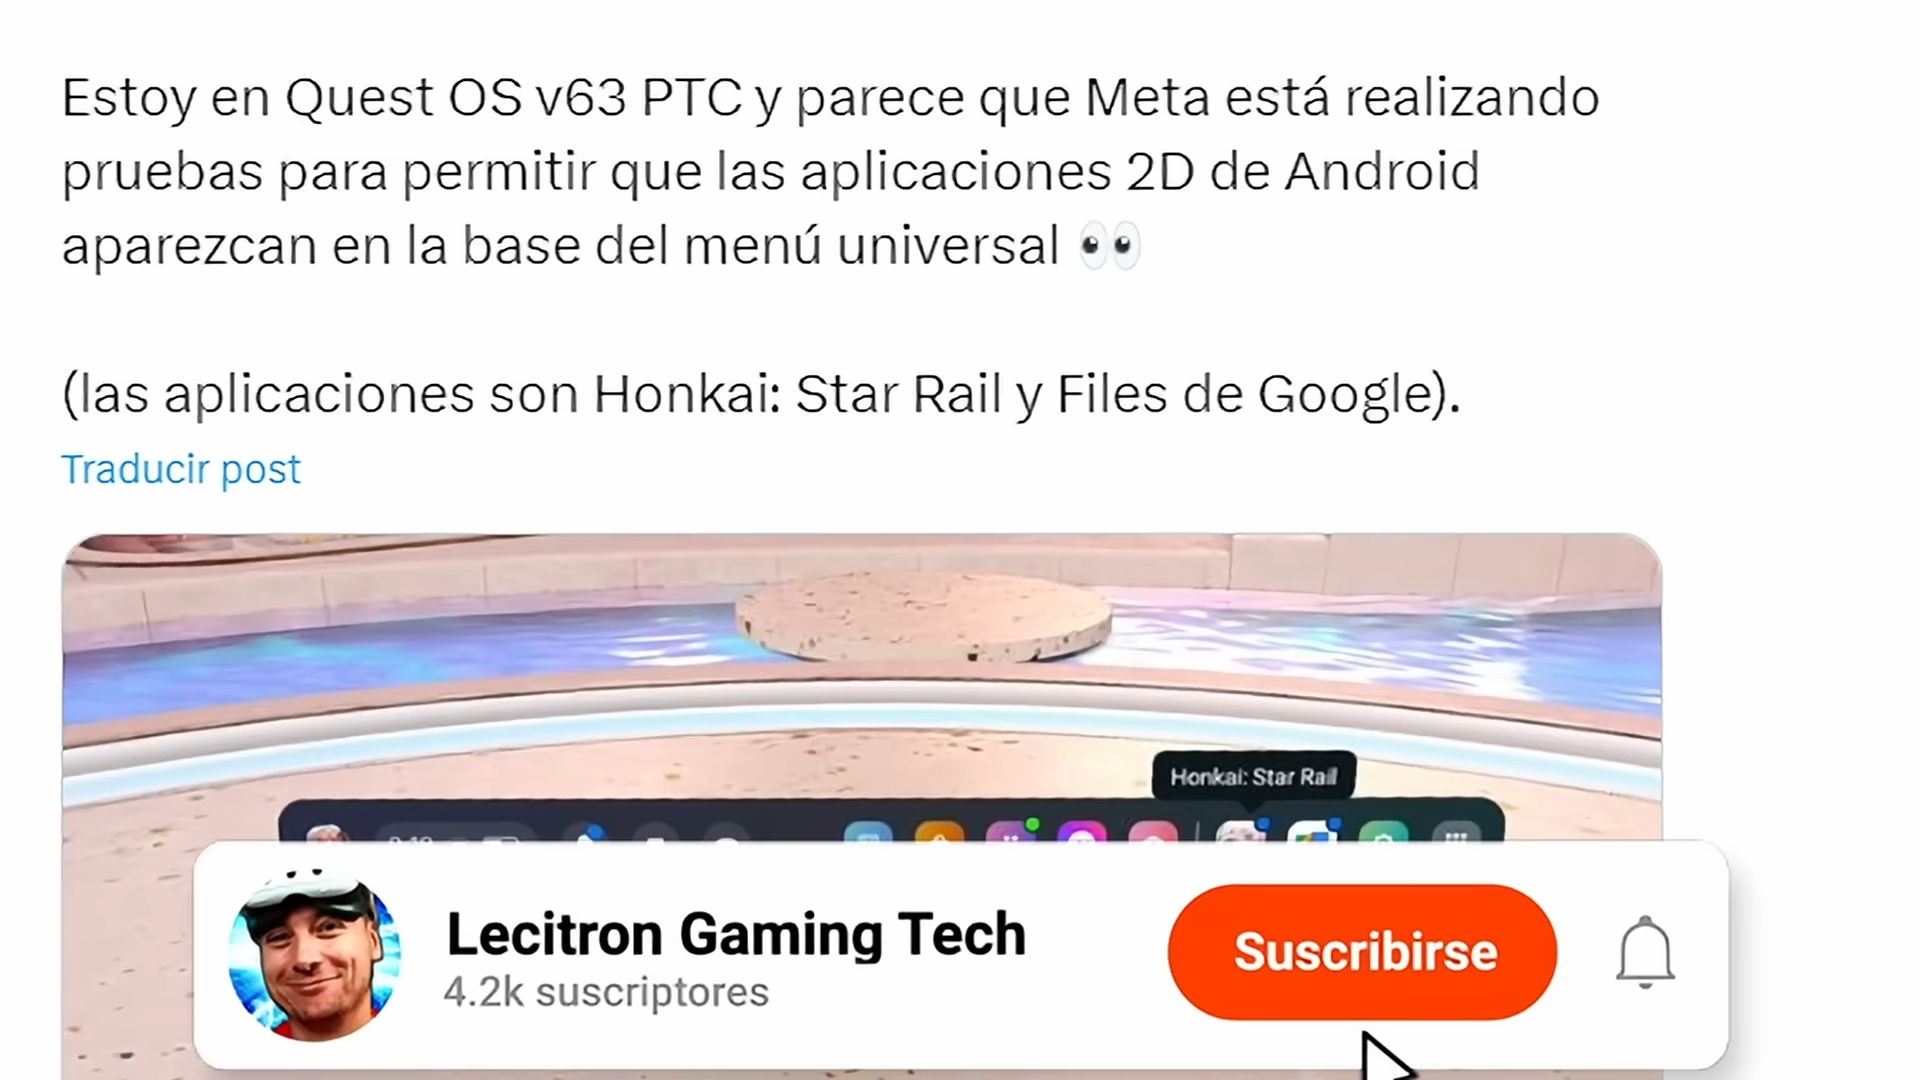 Estoy en Quest OS v63 PTC y parece que Meta está realizando
pruebas para permitir que las aplicaciones 2D de Android
aparezcan en la base del menú universal 👀
(las aplicaciones son Honkai: Star Rail y Files de Google).
Traducir post
Honkai: Star Rail
Lecitron Gaming Tech
4.2k suscriptores
Suscribirse